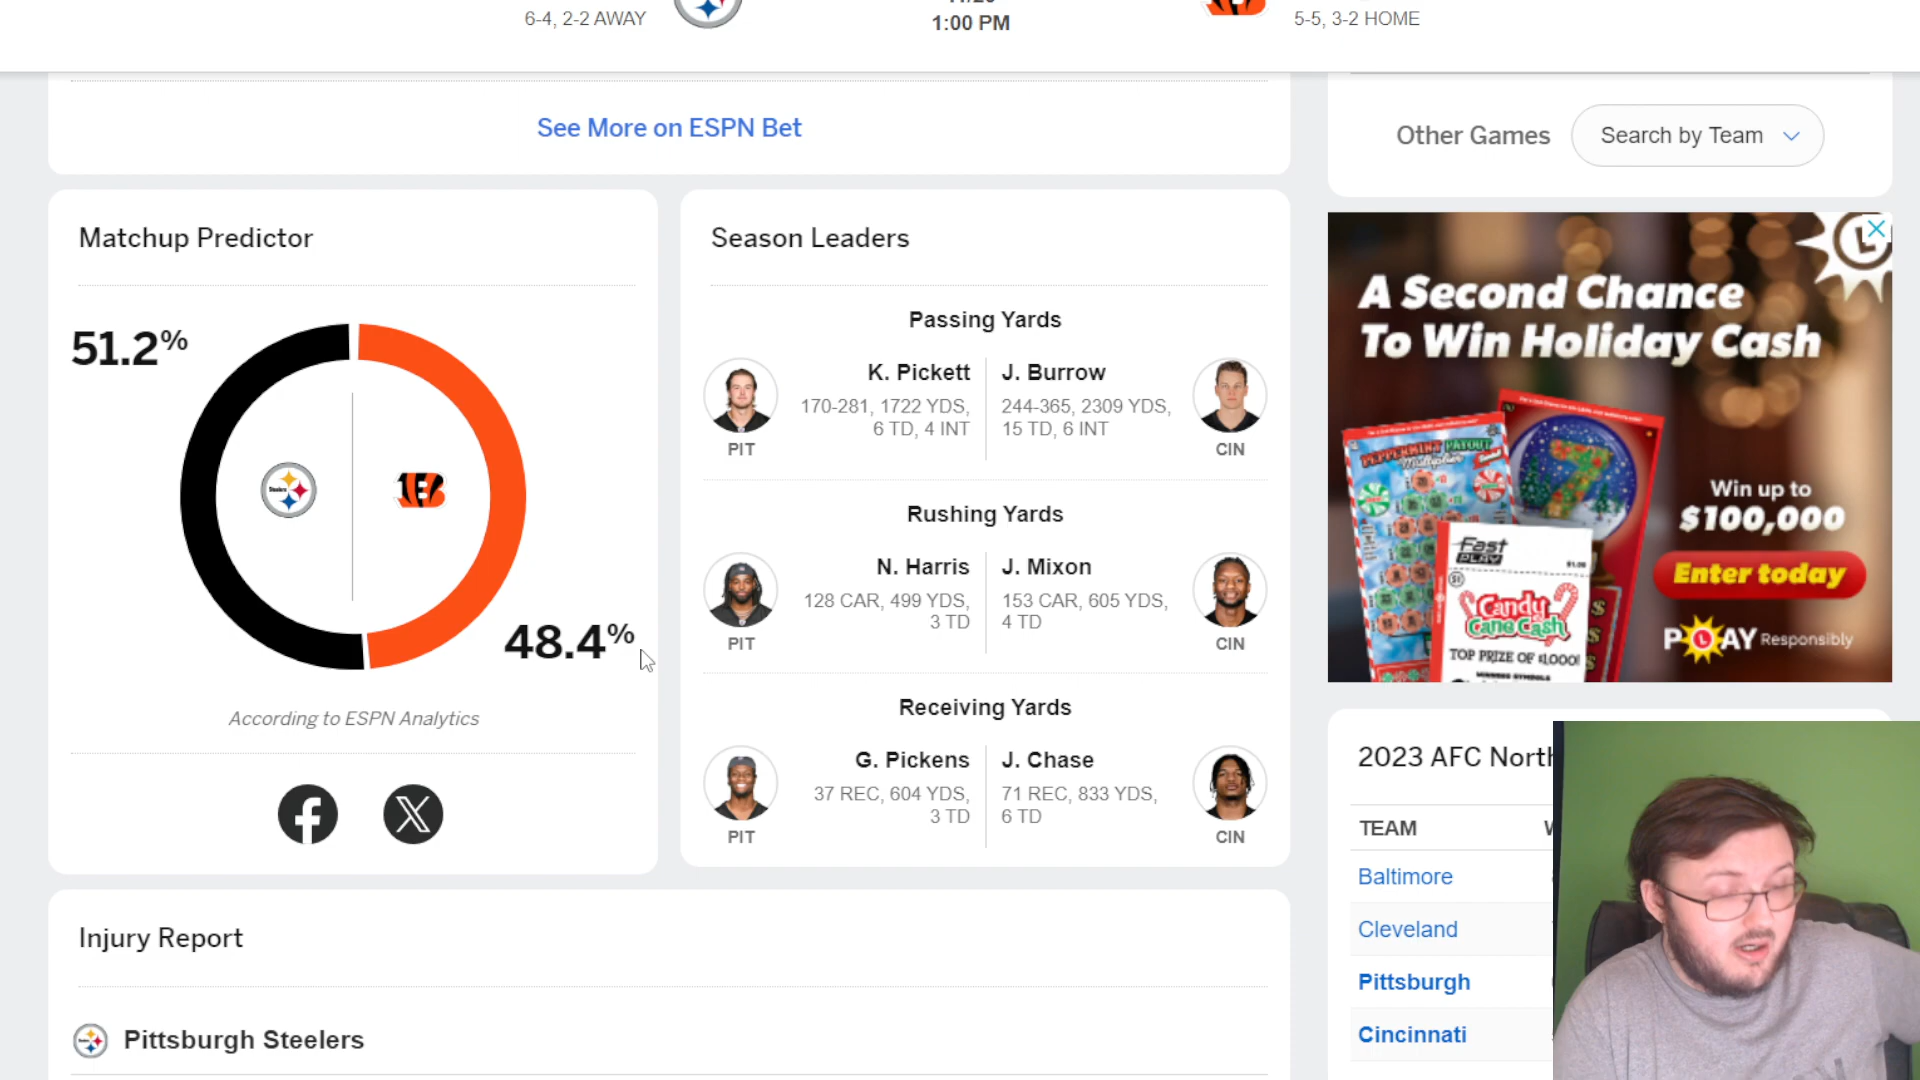 6-4, 2-2 AWAY
1:00 PM
5-5, 3-2 HOME
See More on ESPN Bet
Other Games
Search by Team
Matchup Predictor
51.2%
48.4%
According to ESPN Analytics
Season Leaders
Passing Yards
K. Pickett
170-281, 1722 YDS,
6 TD, 4 INT
PIT
J. Burrow
244-365, 2309 YDS,
15 TD, 6 INT
CIN
Rushing Yards
N. Harris
128 CAR, 499 YDS,
3 TD
PIT
J. Mixon
153 CAR, 605 YDS,
4 TD
CIN
Receiving Yards
G. Pickens
37 REC, 604 YDS,
3 TD
PIT
J. Chase
71 REC, 833 YDS,
6 TD
CIN
A Second Chance
To Win Holiday Cash
PEPPERMINT PAYOUT
Multiplier
7
Fast
PLAY
Candy
Cane Cash
TOP PRIZE OF $1,000!
Win up to
$100,000
Enter today
PLAY Responsibly
Injury Report
Steelers
Pittsburgh Steelers
2023 AFC North
TEAM
Baltimore
Cleveland
Pittsburgh
Cincinnati